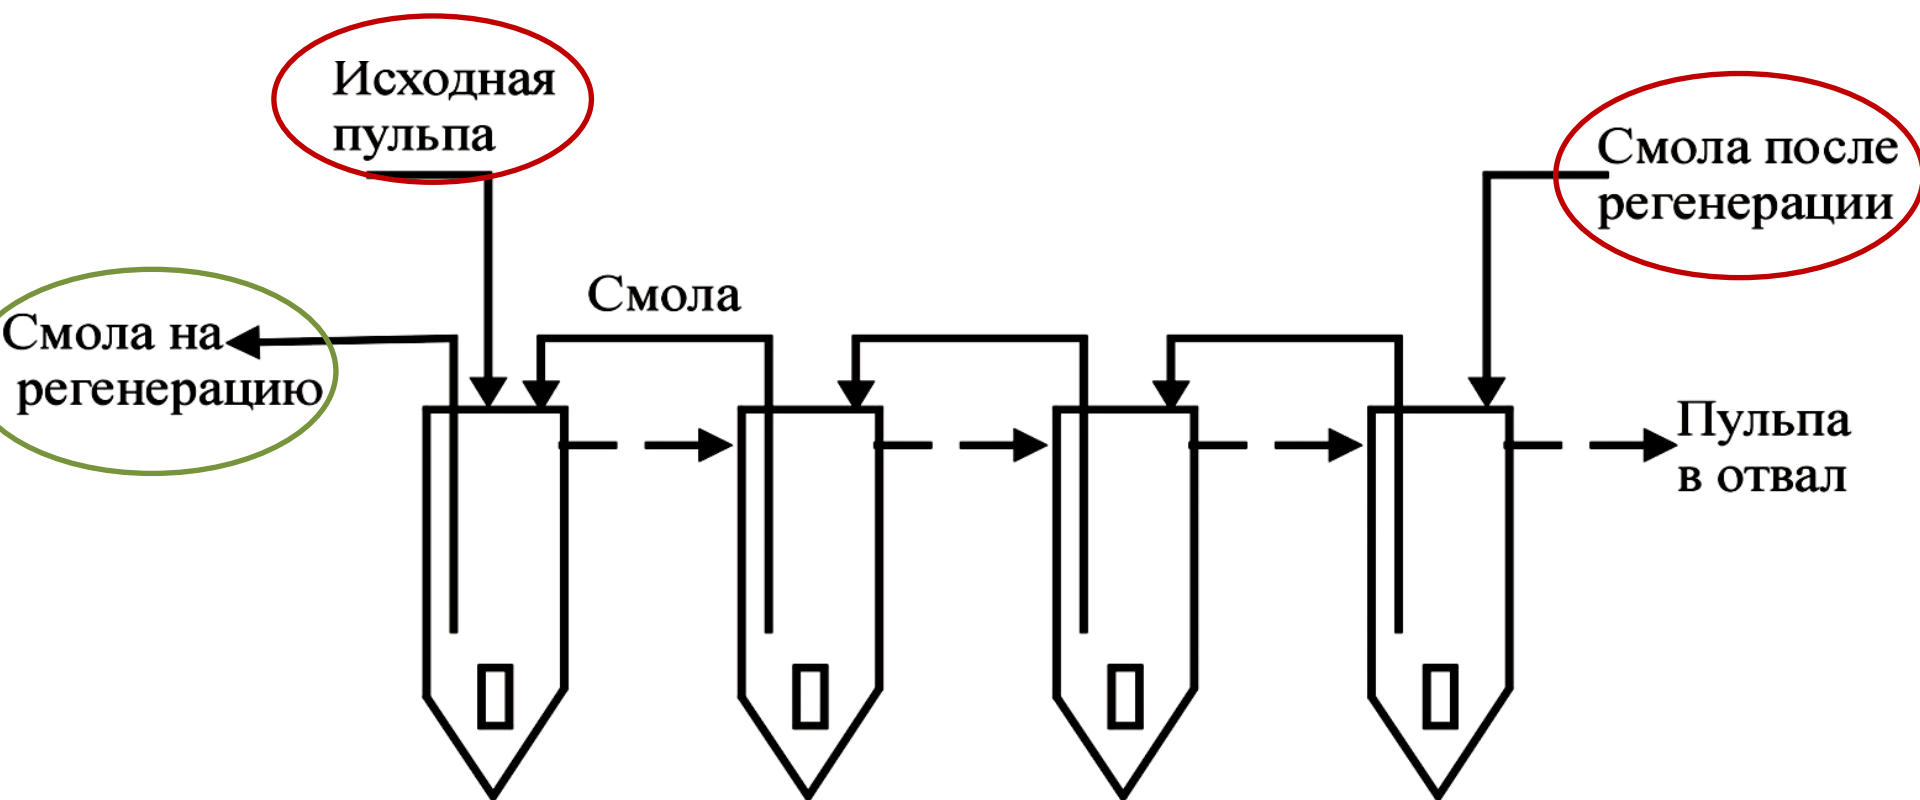 Исходная
пульпа
Смола после
регенерации
Смола
Смола на
регенерацию
Пульпа
в отвал